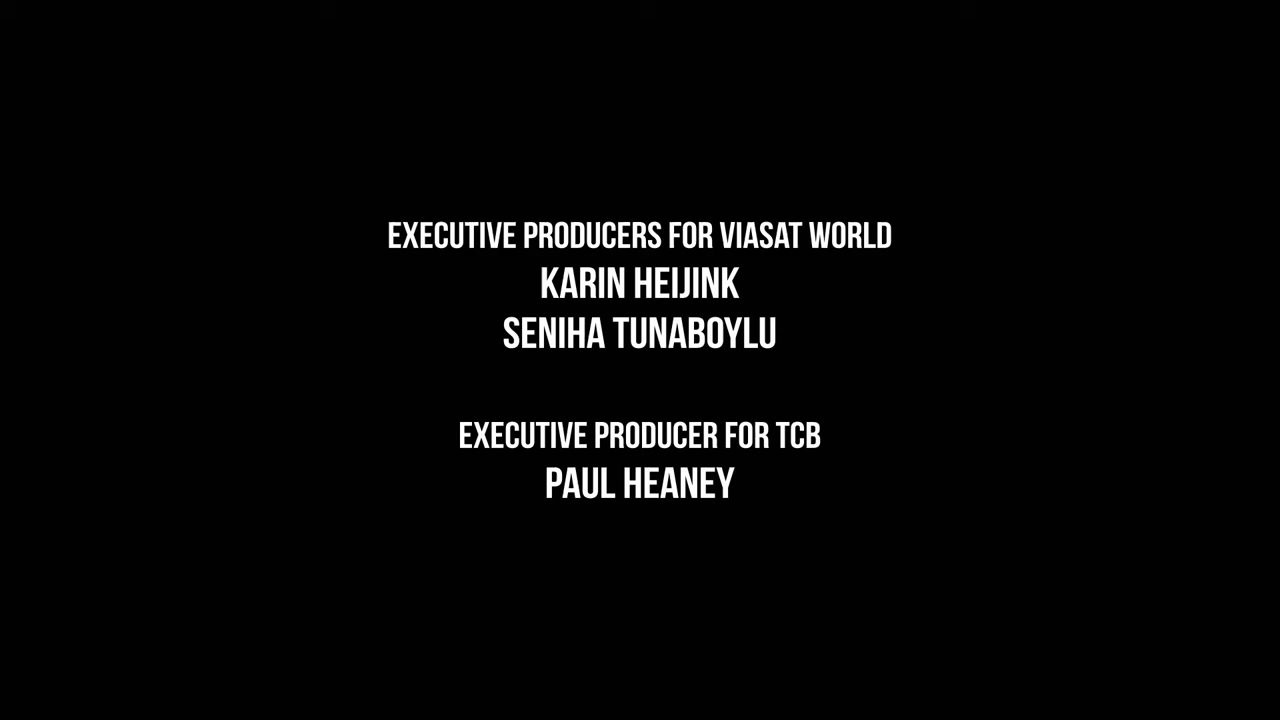 EXECUTIVE PRODUCERS FOR VIASAT WORLD
KARIN HEIJINK
SENIHA TUNABOYLU
EXECUTIVE PRODUCER FOR TCB
PAUL HEANEY